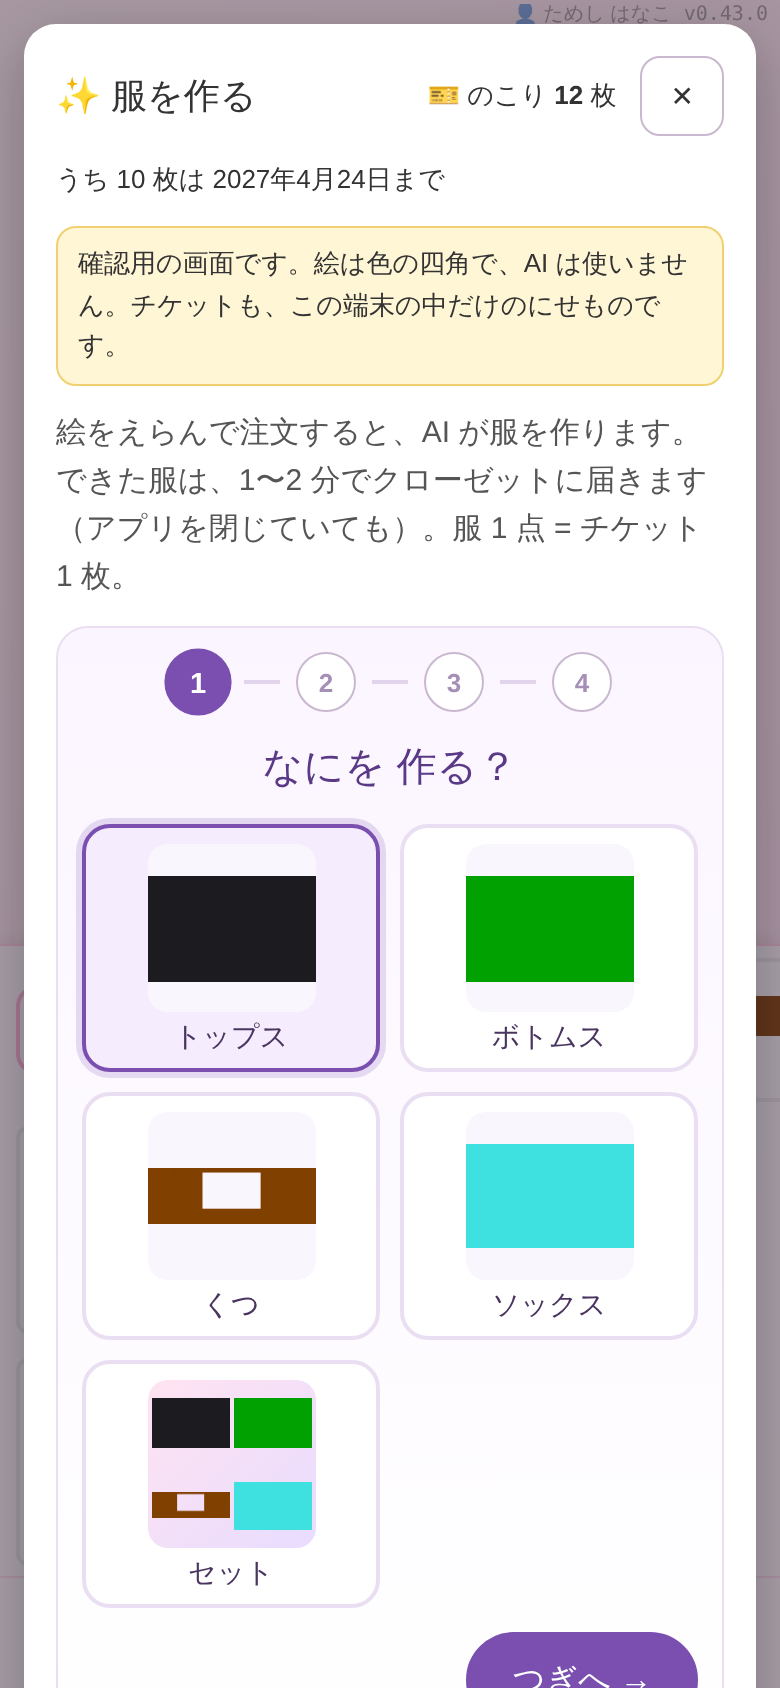 👤 ためし はなこ v0.43.0
✨ 服を作る
🎫 のこり 12 枚
✕
うち 10 枚は 2027年4月24日まで
確認用の画面です。絵は色の四角で、AI は使いませ
ん。チケットも、この端末の中だけのにせもので
す。
絵をえらんで注文すると、AI が服を作ります。
できた服は、1〜2 分でクローゼットに届きます
（アプリを閉じていても）。服 1 点 = チケット
1 枚。
1 2 3 4
なにを 作る？
トップス
ボトムス
くつ
ソックス
セット
つぎへ →